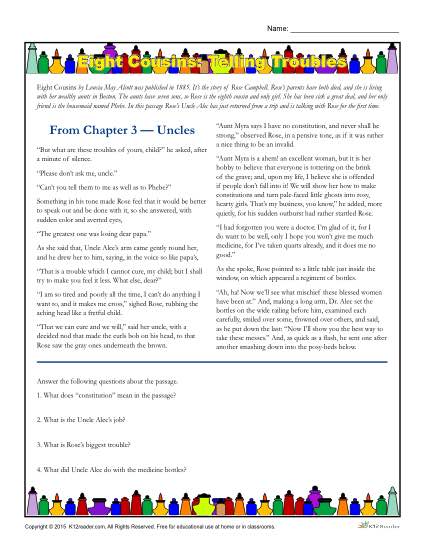 Name:
Eight Cousins: Telling Troubles
Eight Cousins by Louisa May Alcott was published in 1885. It's the story of Rose Campbell. Rose's parents have both died, and she is
living with her wealthy aunts in Boston. The aunts have seven sons, so Rose is the eighth cousin and only girl. She has been sick a great deal, and her only
friend is the housemaid named Phebe. In this passage Rose's Uncle Alec has just returned from a trip and is talking with Rose for the first time.
From Chapter 3 — Uncles
"But what are these troubles of yours, child?" he asked, after
a minute of silence.
"Please don't ask me, uncle."
"Can't you tell them to me as well as to Phebe?"
Something in his tone made Rose feel that it would be better
to speak out and be done with it, so she answered, with
sudden color and averted eyes,
"The greatest one was losing dear papa."
As she said that, Uncle Alec's arm came gently round her,
and he drew her to him, saying, in the voice so like papa's,
"That is a trouble which I cannot cure, my child; but I shall
try to make you feel it less. What else, dear?"
"I am so tired and poorly all the time, I can't do anything I
want to, and it makes me cross," sighed Rose, rubbing the
aching head like a fretful child.
"That we can cure and we will," said her uncle, with a
decided nod that made the curls bob on his head, so that
Rose saw the gray ones underneath the brown.
"Aunt Myra says I have no constitution, and never shall be
strong," observed Rose, in a pensive tone, as if it was rather
a nice thing to be an invalid.
"Aunt Myra is a ahem! an excellent woman, but it is her
hobby to believe that everyone is tottering on the brink
of the grave; and, upon my life, I believe she is offended
if people don't fall into it! We will show her how to make
constitutions and turn pale-faced little ghosts into rosy,
hearty girls. That's my business, you know," he added, more
quietly, for his sudden outburst had rather startled Rose.
"I had forgotten you were a doctor. I'm glad of it, for I
do want to be well, only I hope you won't give me much
medicine, for I've taken quarts already, and it does me no
good."
As she spoke, Rose pointed to a little table just inside the
window, on which appeared a regiment of bottles.
"Ah, ha! Now we'll see what mischief these blessed women
have been at." And, making a long arm, Dr. Alec set the
bottles on the wide railing before him, examined each
carefully, smiled over some, frowned over others, and said,
as he put down the last: "Now I'll show you the best way to
take these messes." And, as quick as a flash, he sent one after
another smashing down into the posy-beds below.
Answer the following questions about the passage.
1. What does "constitution" mean in the passage?
2. What is the Uncle Alec's job?
3. What is Rose's biggest trouble?
4. What did Uncle Alec do with the medicine bottles?
Copyright © 2015 K12reader.com. All Rights Reserved. Free for educational use at home or in classrooms.
K12Reader